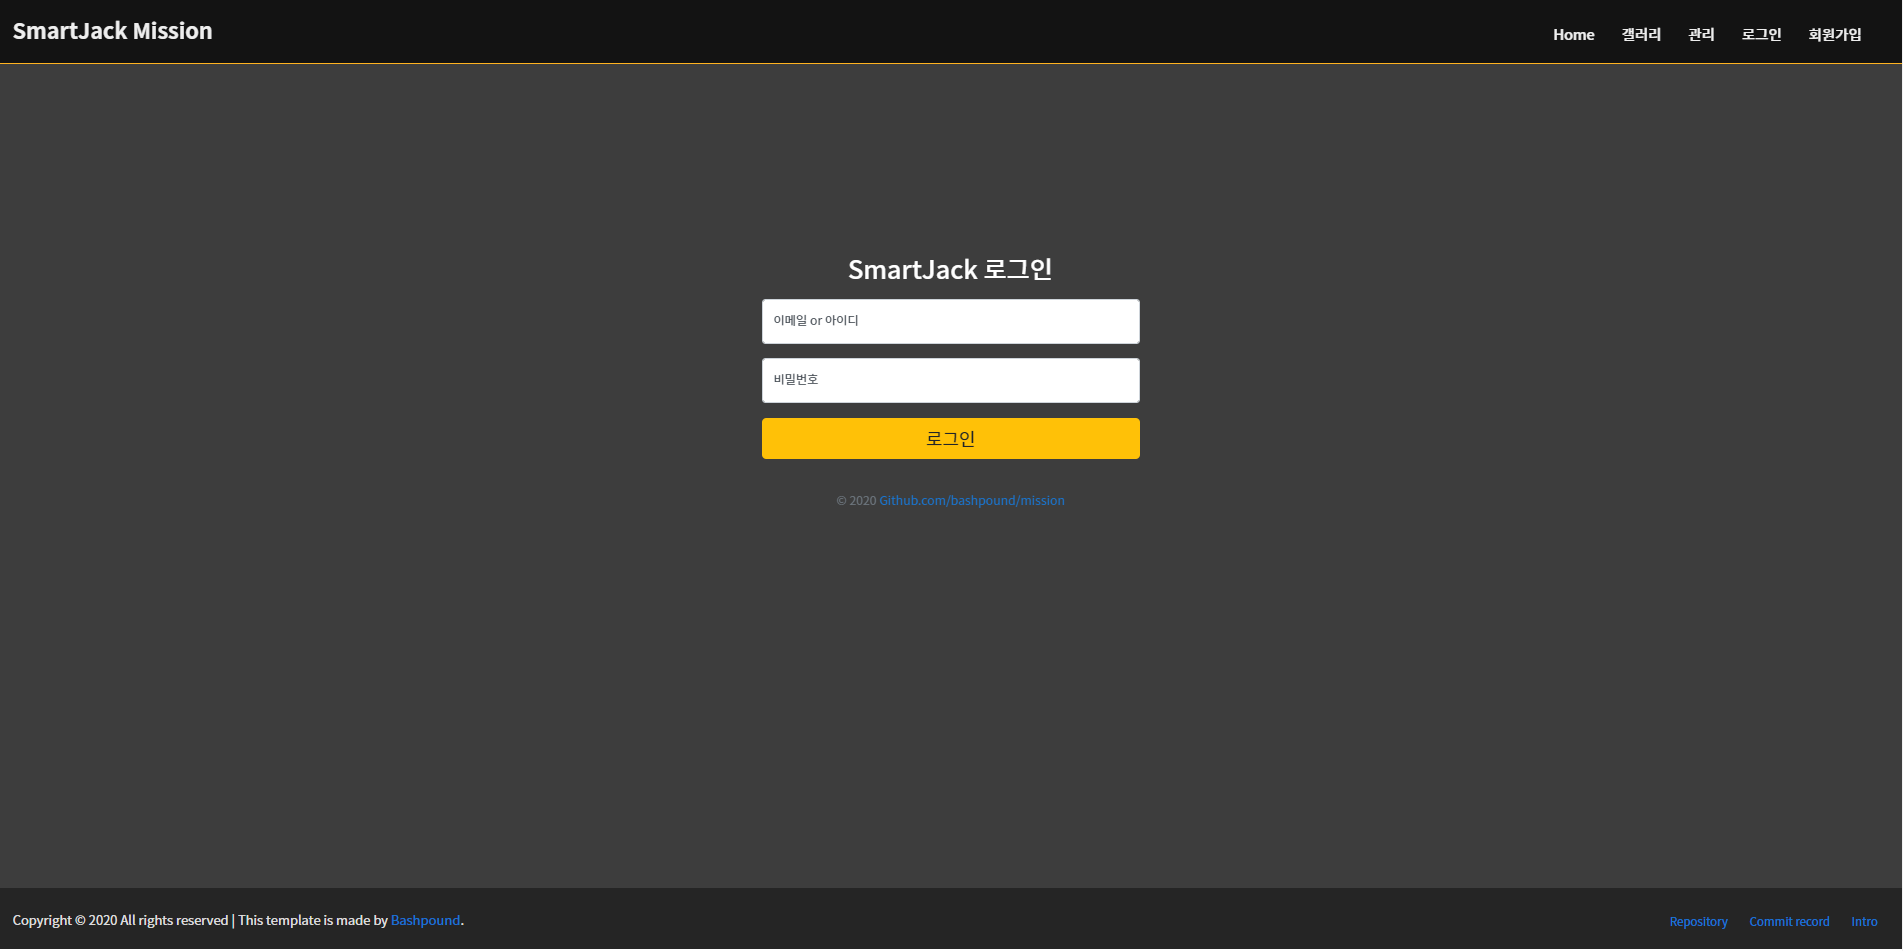 SmartJack Mission
Home 갤러리 관리 로그인 회원가입
SmartJack 로그인
이메일 or 아이디
비밀번호
로그인
© 2020 Github.com/bashpound/mission
Copyright © 2020 All rights reserved | This template is made by Bashpound.
Repository Commit record Intro